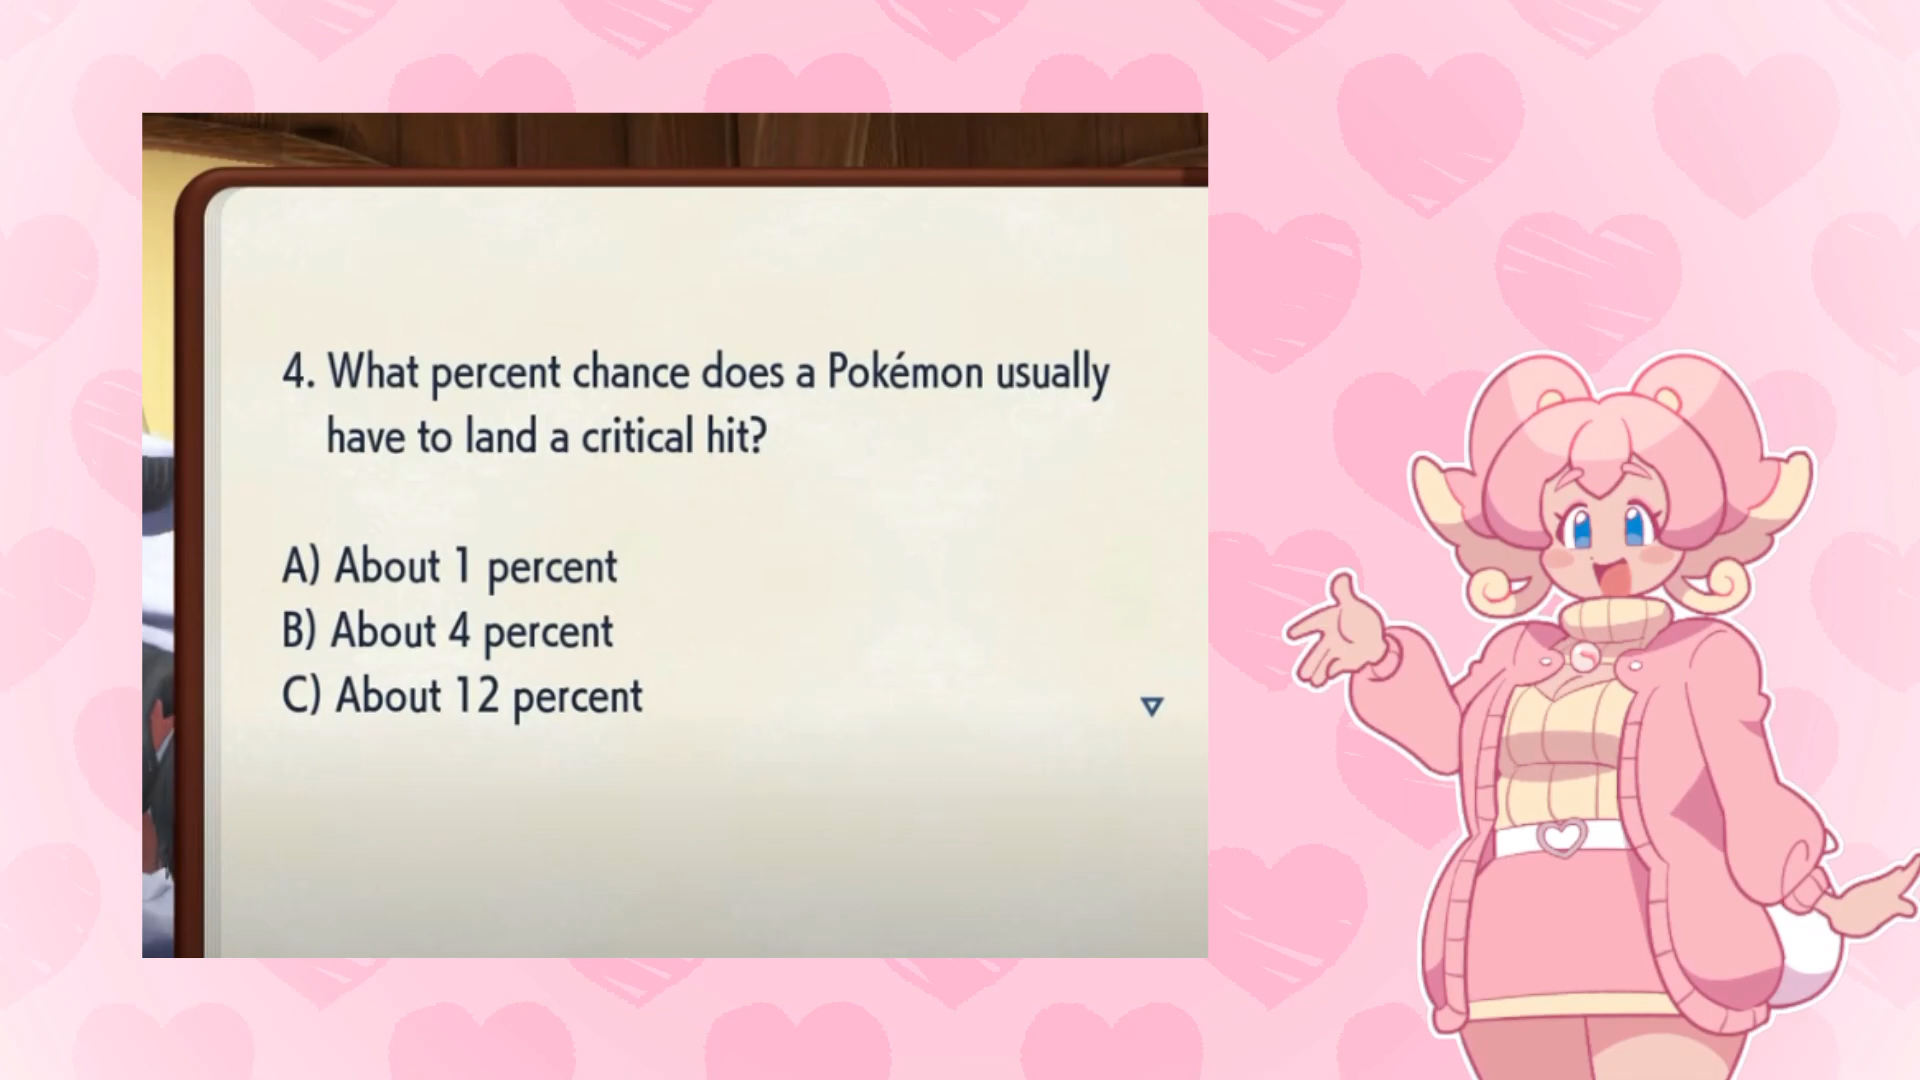 4. What percent chance does a Pokémon usually
have to land a critical hit?
A) About 1 percent
B) About 4 percent
C) About 12 percent